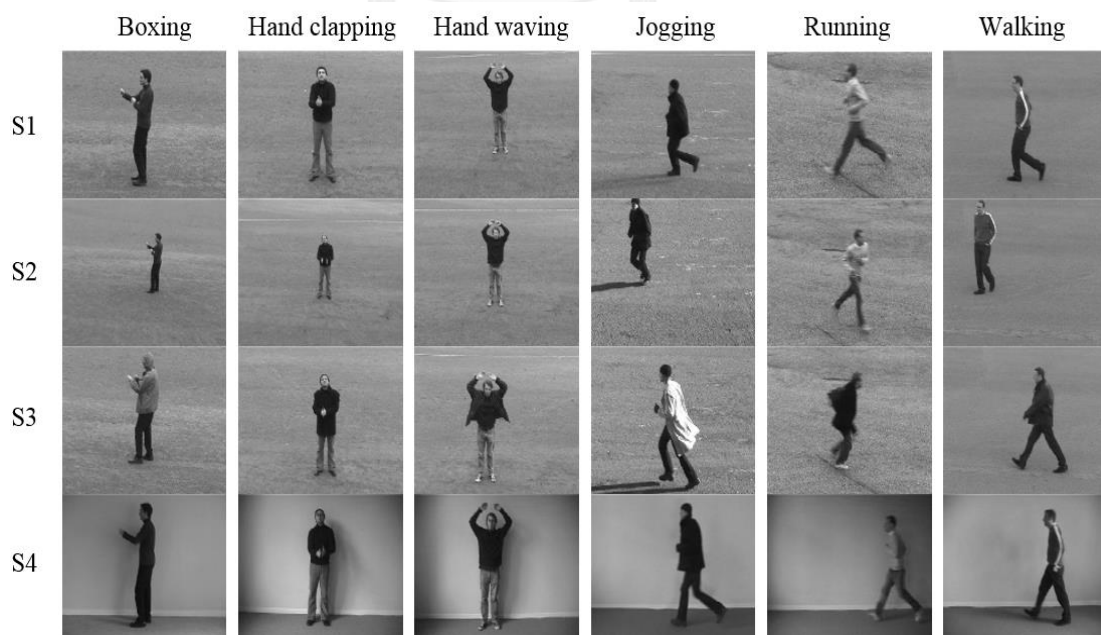 Boxing Hand clapping Hand waving Jogging Running Walking
S1
S2
S3
S4